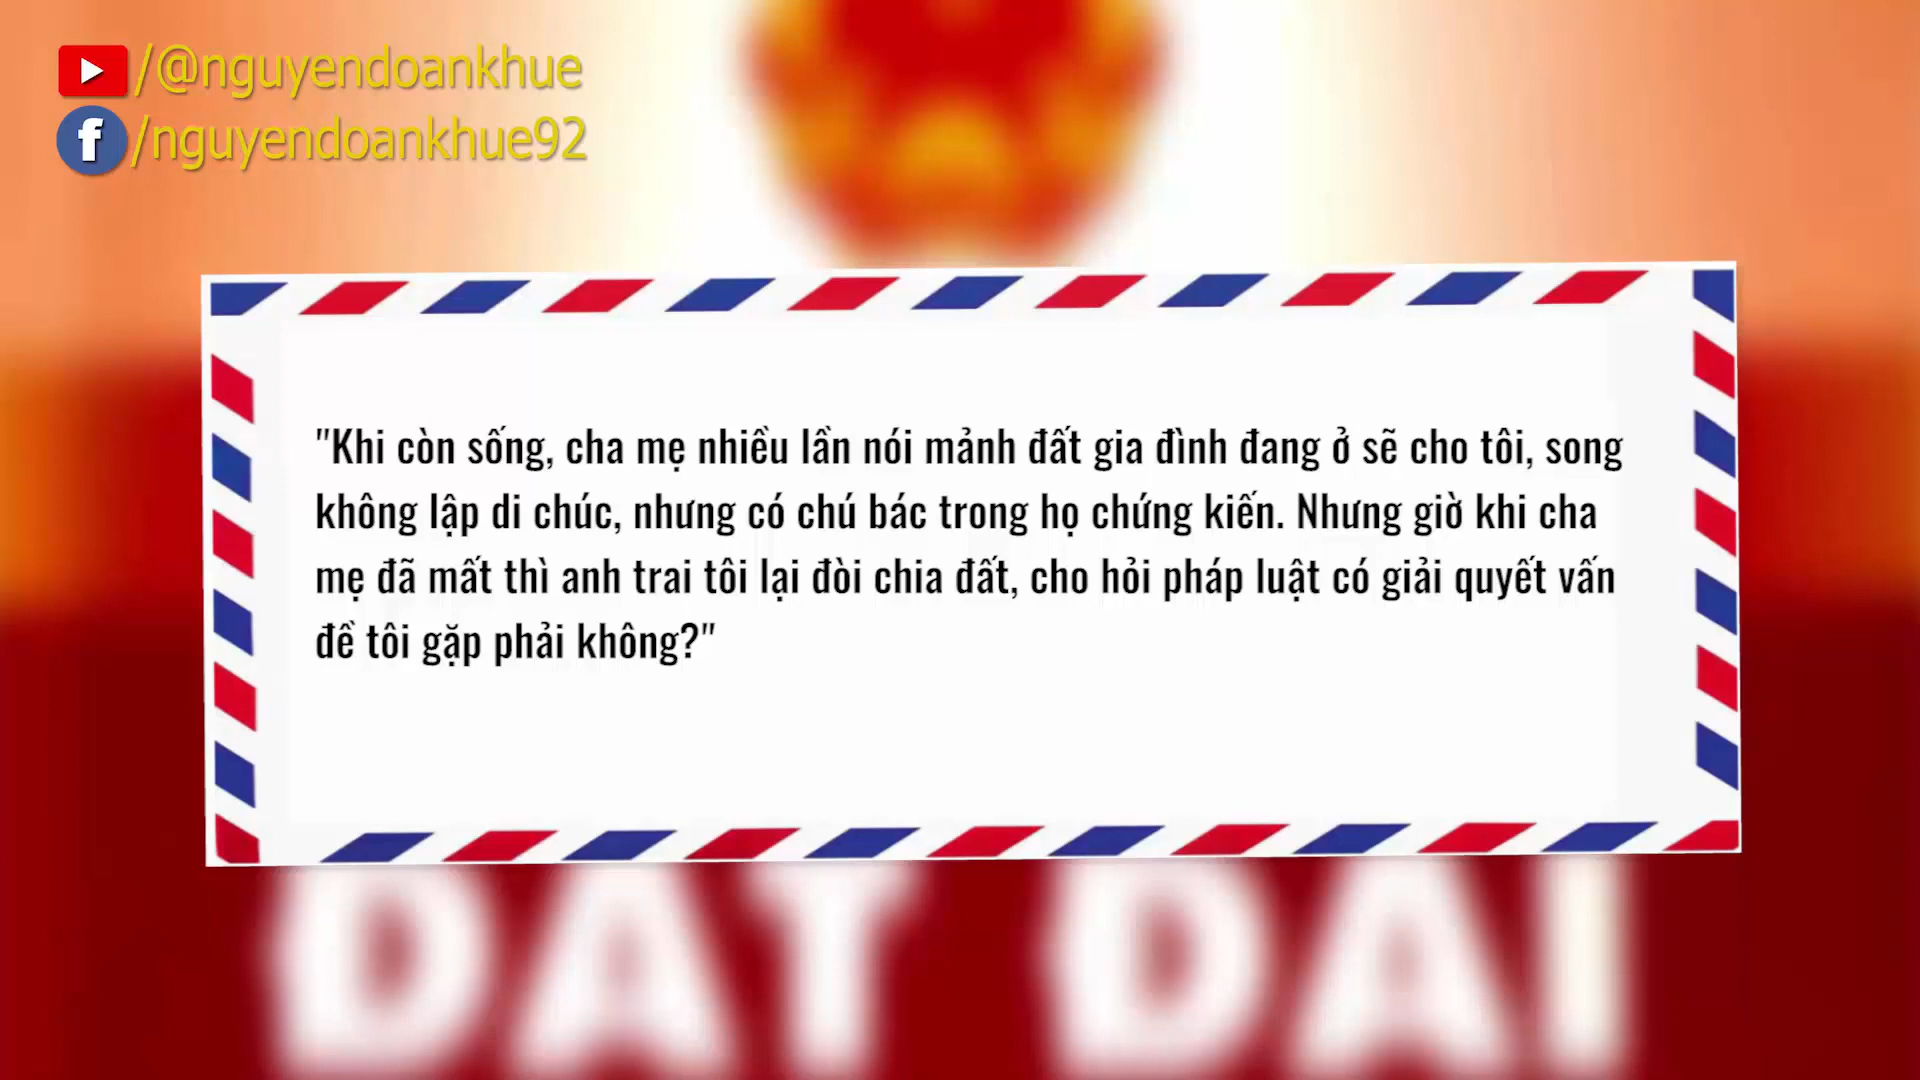 /@nguyendoankhue
/nguyendoankhue92
"Khi còn sống, cha mẹ nhiều lần nói mảnh đất gia đình đang ở sẽ cho tôi, song
không lập di chúc, nhưng có chú bác trong họ chứng kiến. Nhưng giờ khi cha
mẹ đã mất thì anh trai tôi lại đòi chia đất, cho hỏi pháp luật có giải quyết vấn
đề tôi gặp phải không?"
ĐẤT ĐAI